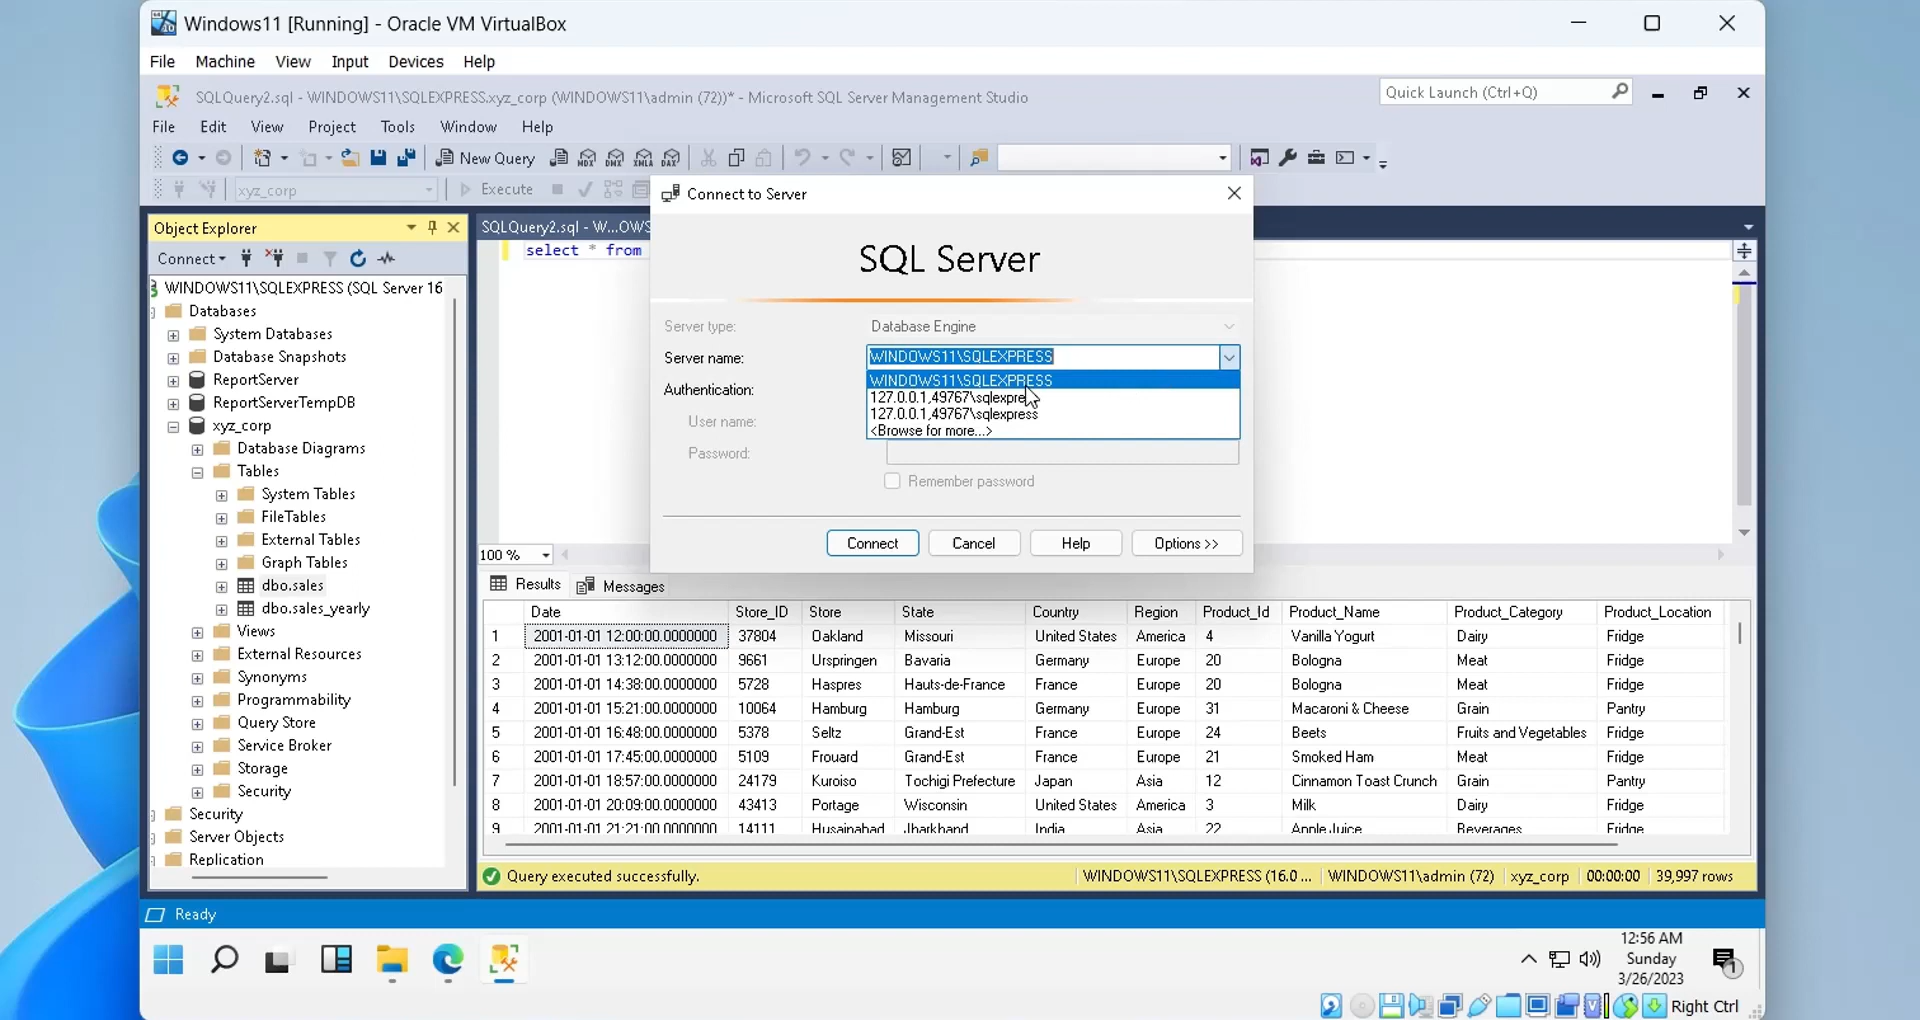 Windows11 [Running] - Oracle VM VirtualBox
File Machine View Input Devices Help
SQLQuery2.sql - WINDOWS11\SQLEXPRESS.xyz_corp (WINDOWS11\admin (72))* - Microsoft SQL Server Management Studio
Quick Launch (Ctrl+Q)
File Edit View Project Tools Window Help
New Query MDX DMX XMLA DAX
xyz_corp Execute
Object Explorer
Connect
WINDOWS11\SQLEXPRESS (SQL Server 16
Databases
System Databases
Database Snapshots
ReportServer
ReportServerTempDB
xyz_corp
Database Diagrams
Tables
System Tables
FileTables
External Tables
Graph Tables
dbo.sales
dbo.sales_yearly
Views
External Resources
Synonyms
Programmability
Query Store
Service Broker
Storage
Security
Security
Server Objects
Replication
SQLQuery2.sql - W...OWS
select * from
Connect to Server
SQL Server
Server type: Database Engine
Server name: WINDOWS11\SQLEXPRESS
WINDOWS11\SQLEXPRESS
127.0.0.1,49767\sqlexpre
127.0.0.1,49767\sqlexpress
<Browse for more...>
Authentication:
User name:
Password:
Remember password
Connect Cancel Help Options >>
100 %
Results Messages
Date Store_ID Store State Country Region Product_Id Product_Name Product_Category Product_Location
1 2001-01-01 12:00:00.0000000 37804 Oakland Missouri United States America 4 Vanilla Yogurt Dairy Fridge
2 2001-01-01 13:12:00.0000000 9661 Urspringen Bavaria Germany Europe 20 Bologna Meat Fridge
3 2001-01-01 14:38:00.0000000 5728 Haspres Hauts-de-France France Europe 20 Bologna Meat Fridge
4 2001-01-01 15:21:00.0000000 10064 Hamburg Hamburg Germany Europe 31 Macaroni & Cheese Grain Pantry
5 2001-01-01 16:48:00.0000000 5378 Seltz Grand-Est France Europe 24 Beets Fruits and Vegetables Fridge
6 2001-01-01 17:45:00.0000000 5109 Frouard Grand-Est France Europe 21 Smoked Ham Meat Fridge
7 2001-01-01 18:57:00.0000000 24179 Kuroiso Tochigi Prefecture Japan Asia 12 Cinnamon Toast Crunch Grain Pantry
8 2001-01-01 20:09:00.0000000 43413 Portage Wisconsin United States America 3 Milk Dairy Fridge
9 2001-01-01 21:21:00.0000000 14111 Husainabad Jharkhand India Asia 22 Apple Juice Beverages Fridge
Query executed successfully. WINDOWS11\SQLEXPRESS (16.0 ... WINDOWS11\admin (72) xyz_corp 00:00:00 39,997 rows
Ready
12:56 AM
Sunday
3/26/2023
1
Right Ctrl